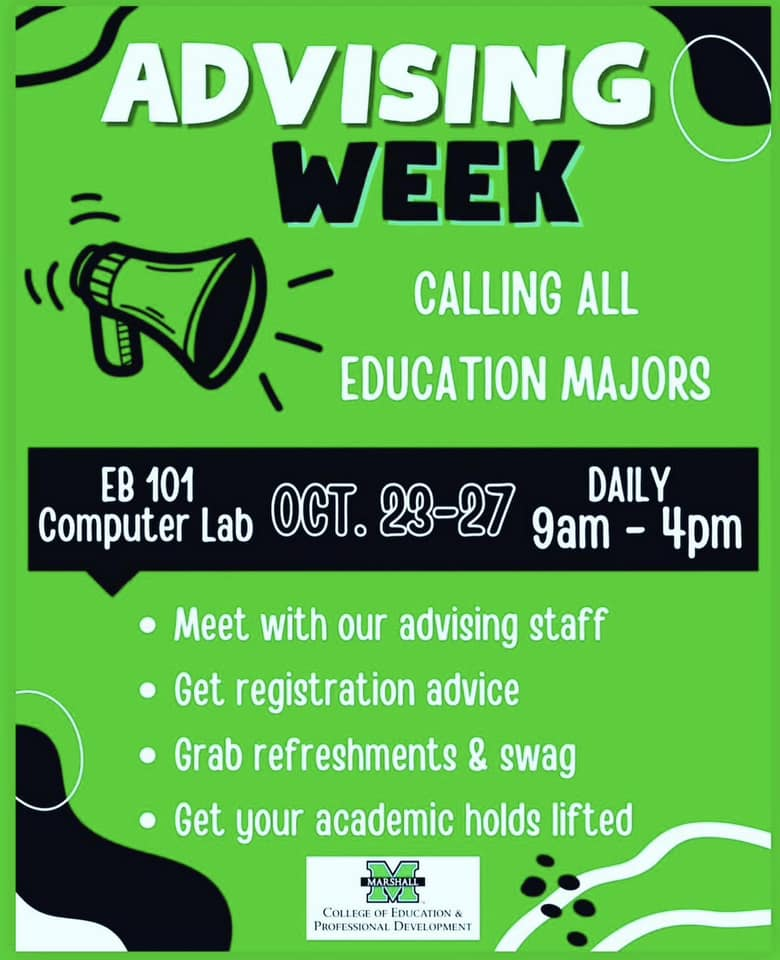 ADVISING
WEEK
CALLING ALL
EDUCATION MAJORS
EB 101
Computer Lab
OCT. 23-27
DAILY
9am - 4pm
• Meet with our advising staff
• Get registration advice
• Grab refreshments & swag
• Get your academic holds lifted
M
MARSHALL
COLLEGE OF EDUCATION &
PROFESSIONAL DEVELOPMENT